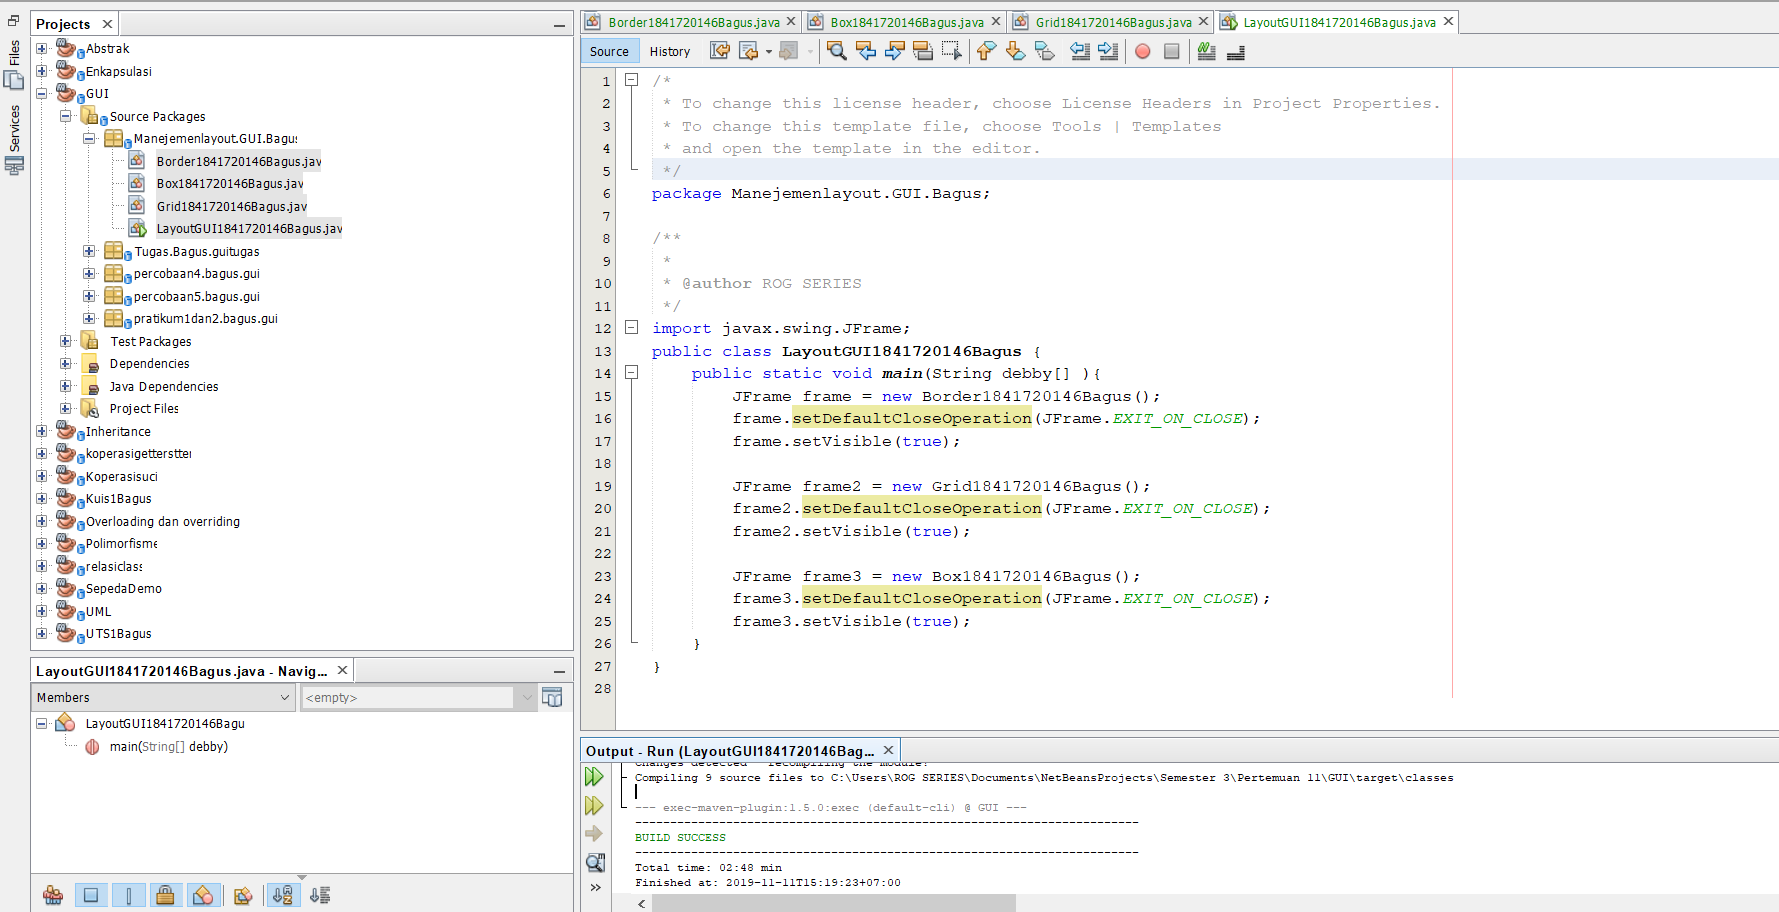 Files
Services
Projects
Abstrak
Enkapsulasi
GUI
Source Packages
Manejemenlayout.GUI.Bagus
Border1841720146Bagus.jav
Box1841720146Bagus.jav
Grid1841720146Bagus.jav
LayoutGUI1841720146Bagus.jav
Tugas.Bagus.guitugas
percobaan4.bagus.gui
percobaan5.bagus.gui
pratikum1dan2.bagus.gui
Test Packages
Dependencies
Java Dependencies
Project Files
Inheritance
koperasigetterstter
Koperasisuci
Kuis1Bagus
Overloading dan overriding
Polimorfisme
relasiclass
SepedaDemo
UML
UTS1Bagus
LayoutGUI1841720146Bagus.java - Navig...
Members
<empty>
LayoutGUI1841720146Bagu
main(String[] debby)
Border1841720146Bagus.java
Box1841720146Bagus.java
Grid1841720146Bagus.java
LayoutGUI1841720146Bagus.java
Source History
1 /*
2 * To change this license header, choose License Headers in Project Properties.
3 * To change this template file, choose Tools | Templates
4 * and open the template in the editor.
5 */
6 package Manejemenlayout.GUI.Bagus;
7
8 /**
9 *
10 * @author ROG SERIES
11 */
12 import javax.swing.JFrame;
13 public class LayoutGUI1841720146Bagus {
14 public static void main(String debby[] ){
15 JFrame frame = new Border1841720146Bagus();
16 frame.setDefaultCloseOperation(JFrame.EXIT_ON_CLOSE);
17 frame.setVisible(true);
18
19 JFrame frame2 = new Grid1841720146Bagus();
20 frame2.setDefaultCloseOperation(JFrame.EXIT_ON_CLOSE);
21 frame2.setVisible(true);
22
23 JFrame frame3 = new Box1841720146Bagus();
24 frame3.setDefaultCloseOperation(JFrame.EXIT_ON_CLOSE);
25 frame3.setVisible(true);
26 }
27 }
28
Output - Run (LayoutGUI1841720146Bag...
Changes detected - recompiling the module!
Compiling 9 source files to C:\Users\ROG SERIES\Documents\NetBeansProjects\Semester 3\Pertemuan 11\GUI\target\classes
--- exec-maven-plugin:1.5.0:exec (default-cli) @ GUI ---
------------------------------------------------------------------------
BUILD SUCCESS
------------------------------------------------------------------------
Total time: 02:48 min
Finished at: 2019-11-11T15:19:23+07:00